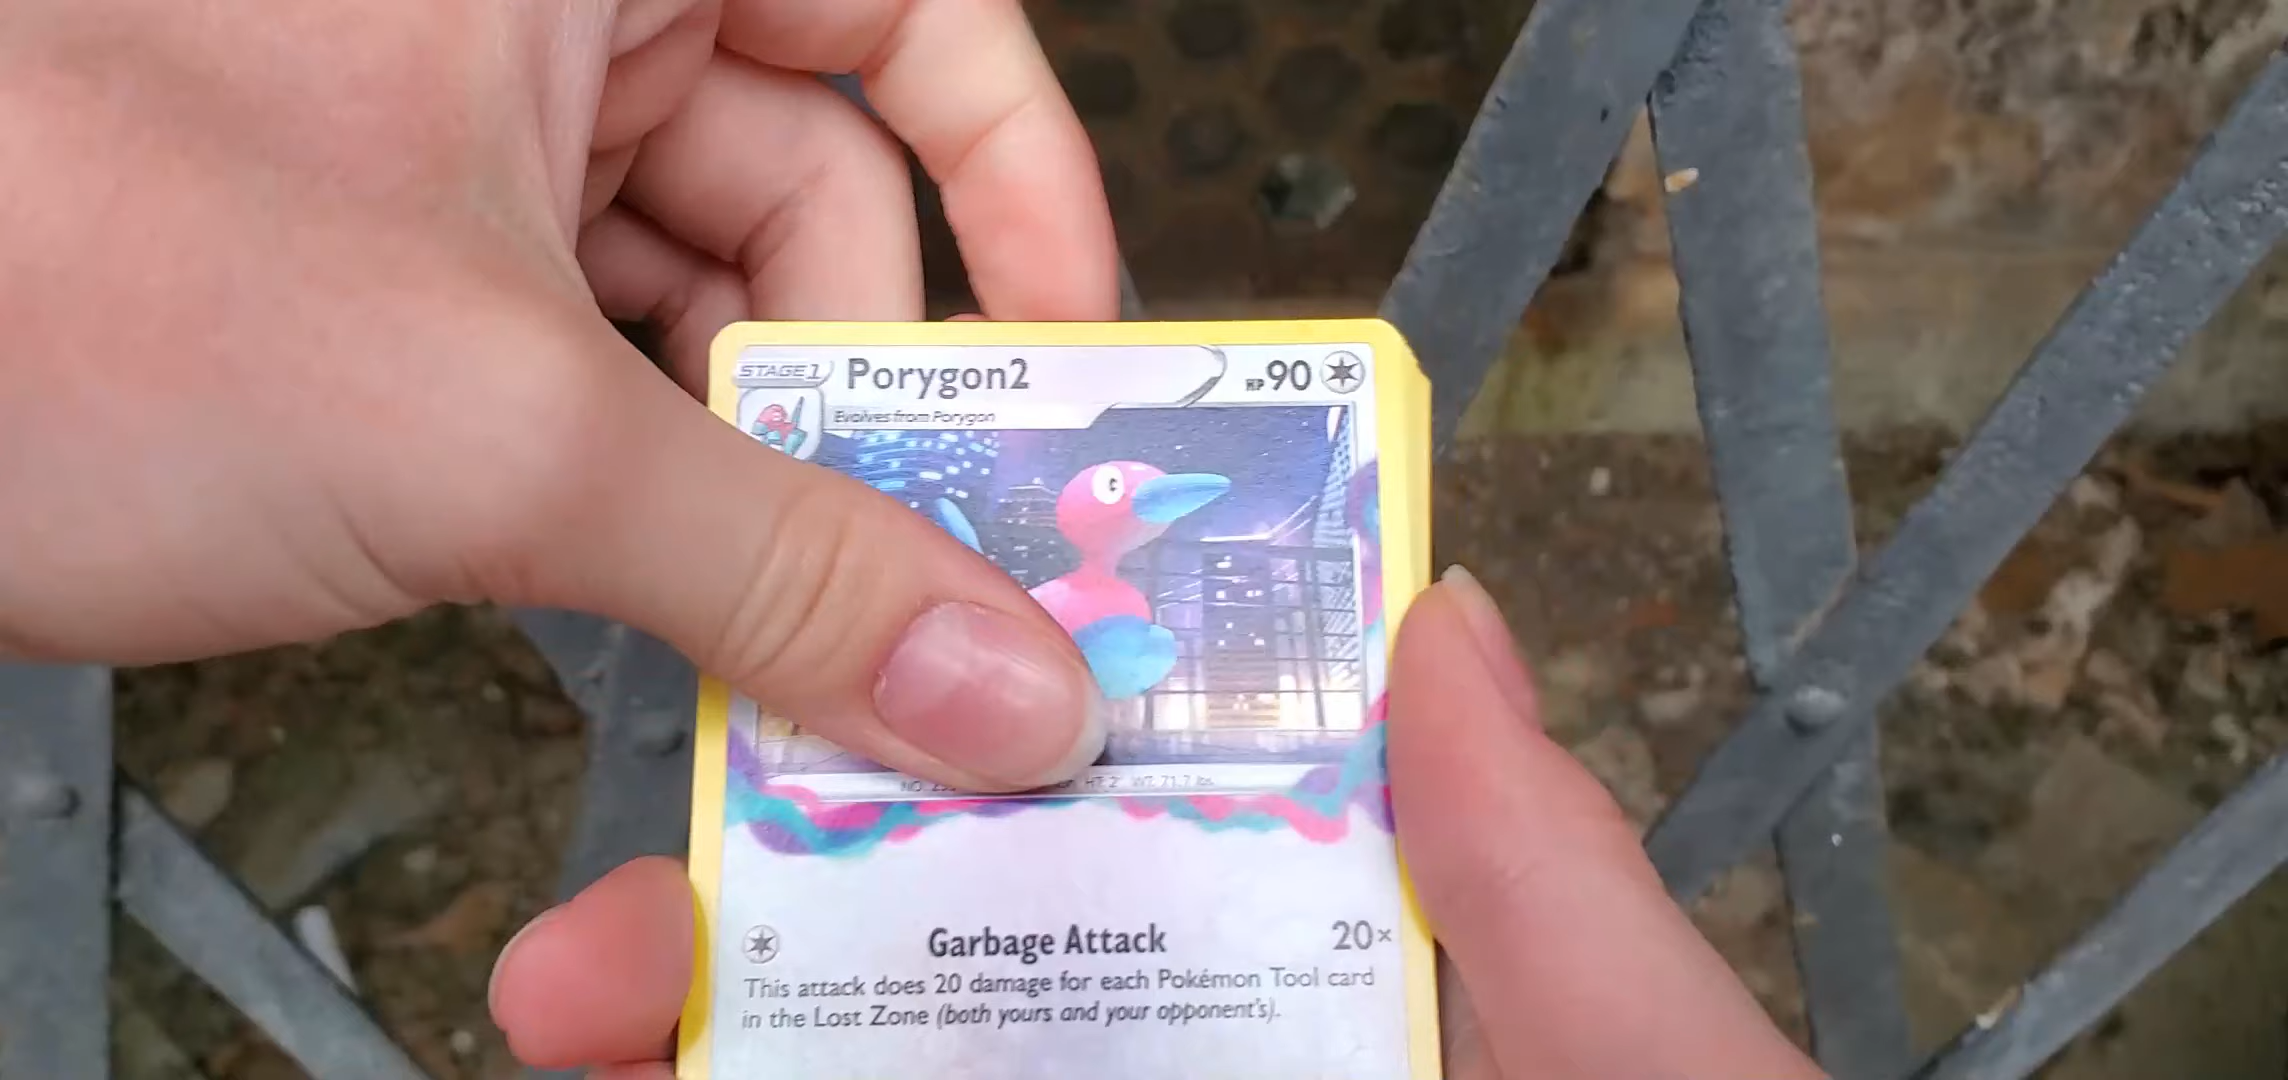 STAGE 1 Porygon2 HP 90
Evolves from Porygon
HT: 2' WT: 71.7 lbs.
Garbage Attack 20×
This attack does 20 damage for each Pokémon Tool card
in the Lost Zone (both yours and your opponent's).